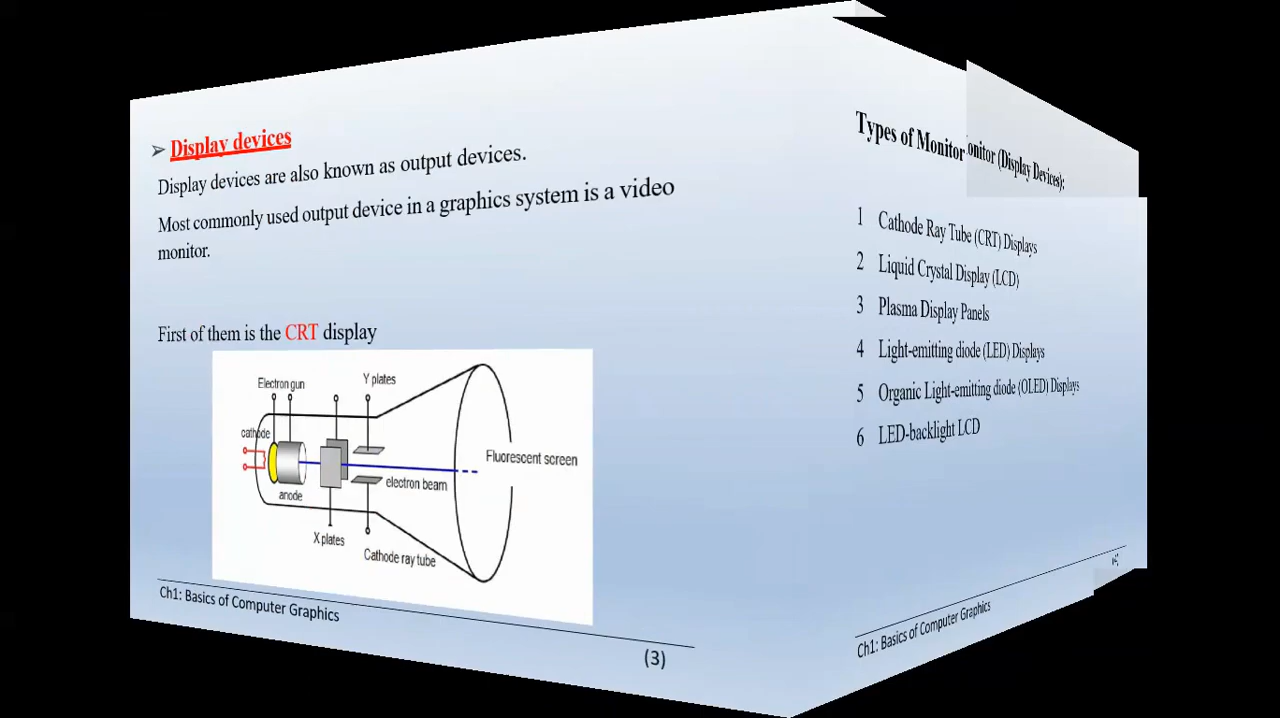 ➢ Display devices
Display devices are also known as output devices.
Most commonly used output device in a graphics system is a video
monitor.
First of them is the CRT display
Electron gun
Y plates
cathode
Fluorescent screen
electron beam
anode
X plates
Cathode ray tube
Ch1: Basics of Computer Graphics
(3)
Types of Monitor onitor (Display Devices):
1 Cathode Ray Tube (CRT) Displays
2 Liquid Crystal Display (LCD)
3 Plasma Display Panels
4 Light-emitting diode (LED) Displays
5 Organic Light-emitting diode (OLED) Displays
6 LED-backlight LCD
Ch1: Basics of Computer Graphics